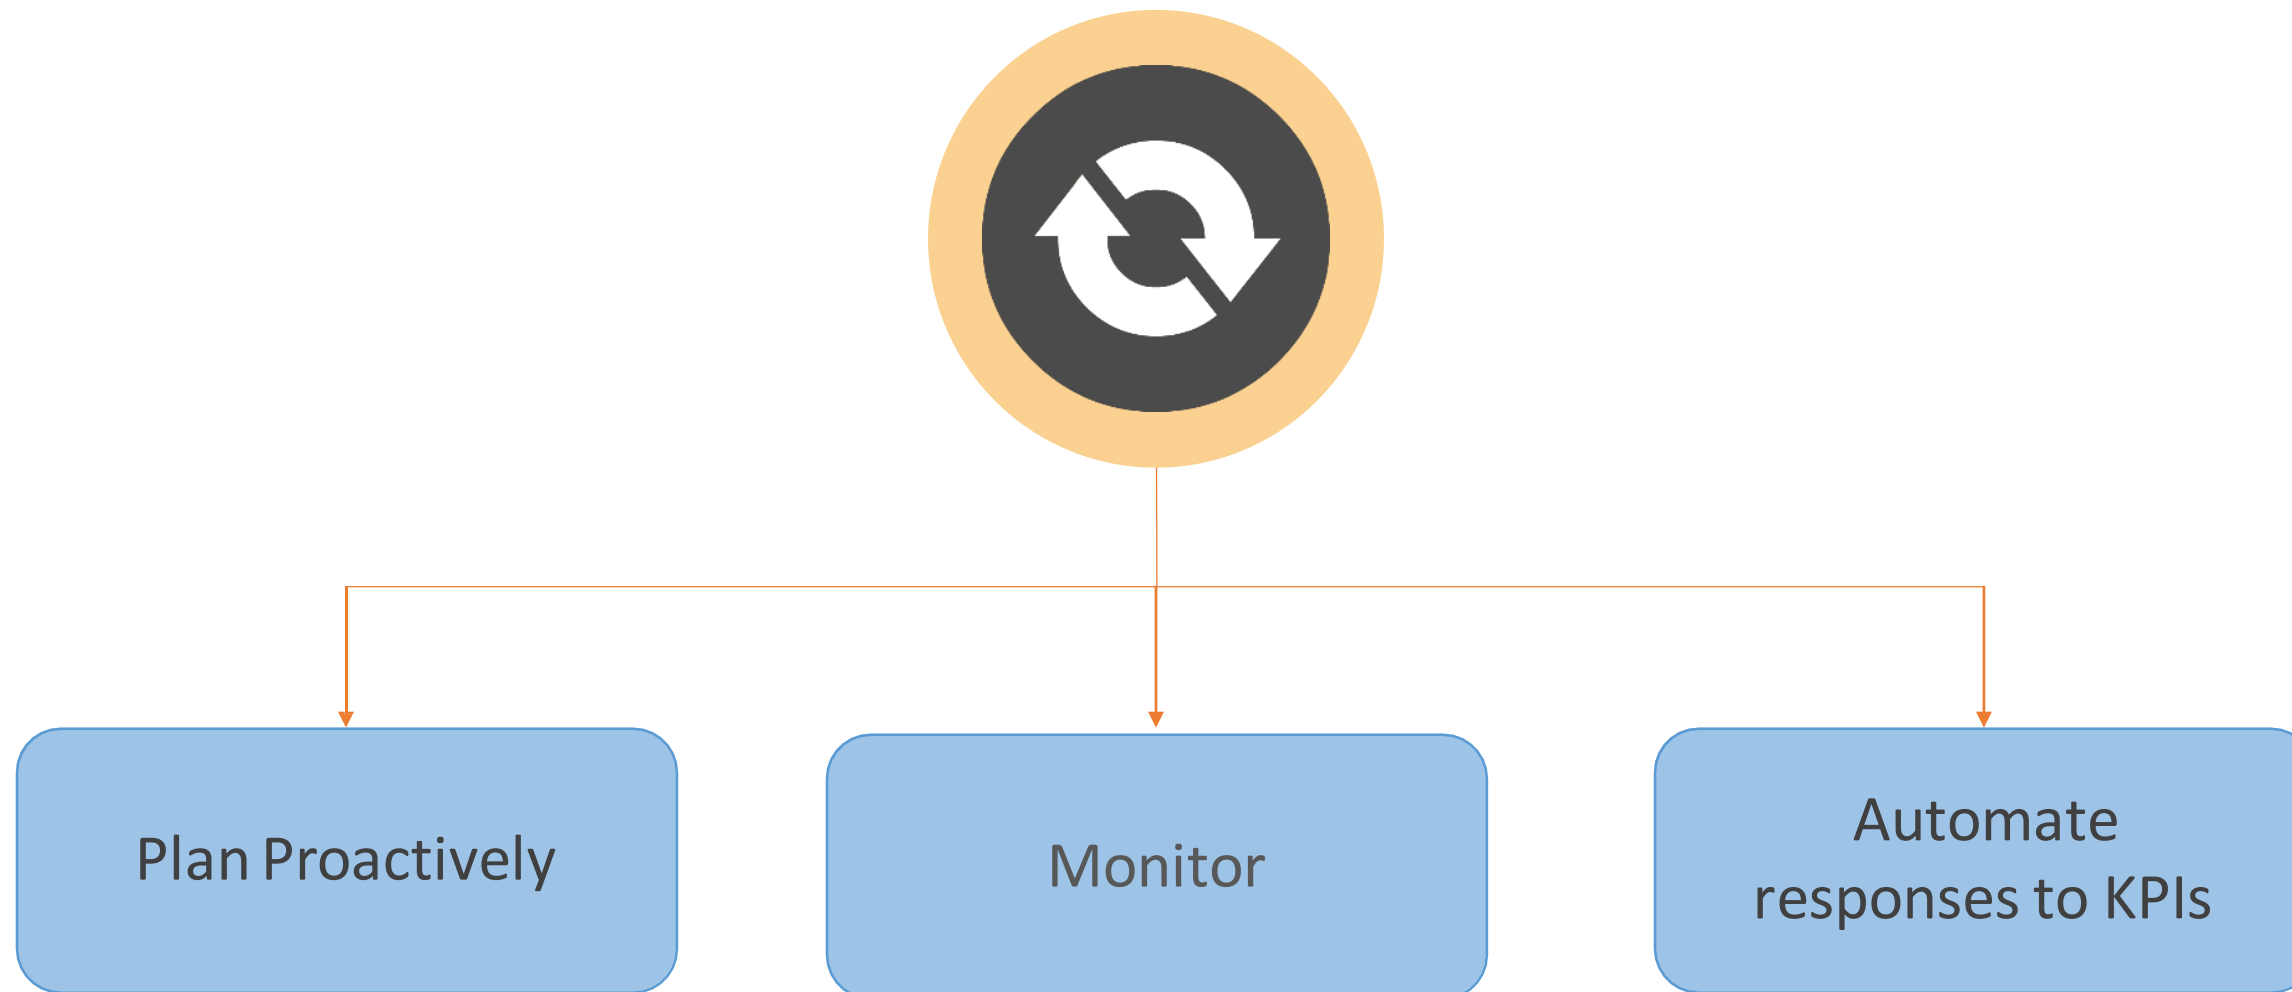 Plan Proactively
Monitor
Automate
responses to KPIs